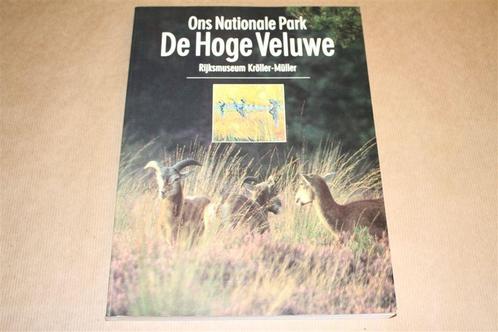 Ons Nationale Park
De Hoge Veluwe
Rijksmuseum Kröller-Müller